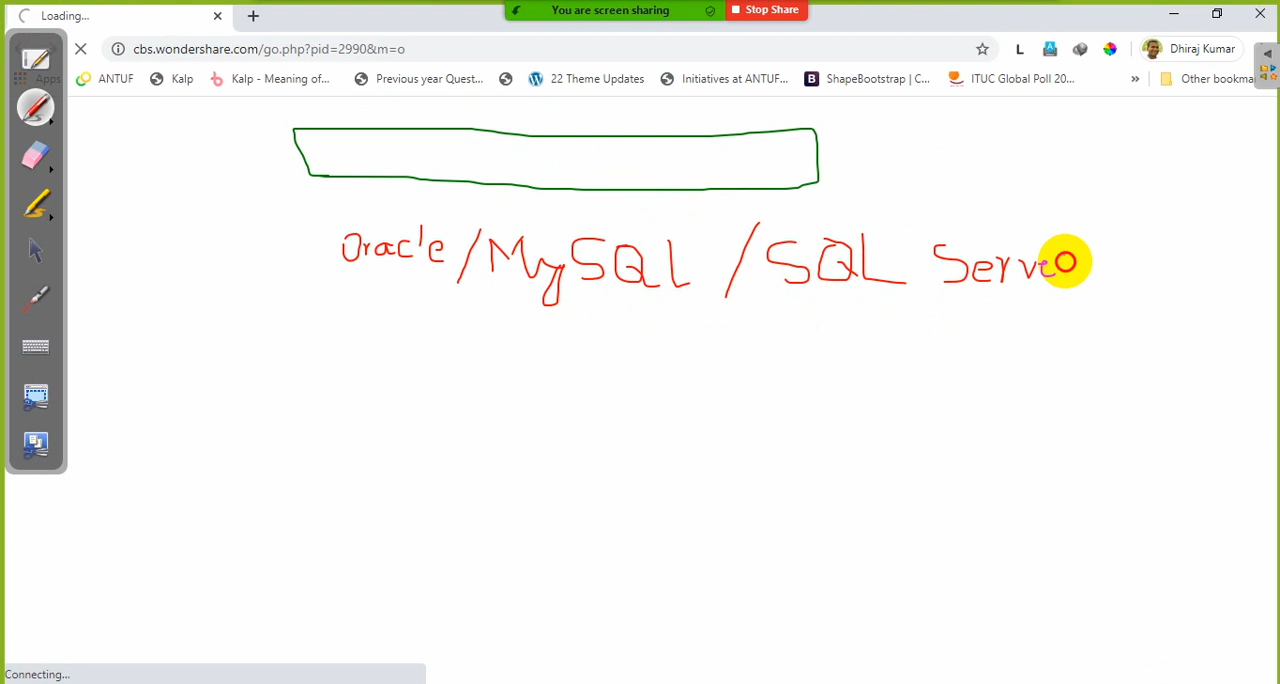 Loading...
You are screen sharing
Stop Share
cbs.wondershare.com/go.php?pid=2990&m=o
L
Dhiraj Kumar
Apps
ANTUF
Kalp
Kalp - Meaning of...
Previous year Quest...
22 Theme Updates
Initiatives at ANTUF...
B ShapeBootstrap | C...
ITUC Global Poll 20...
»
Other bookma
Oracle / MySQL / SQL Serve
Connecting...